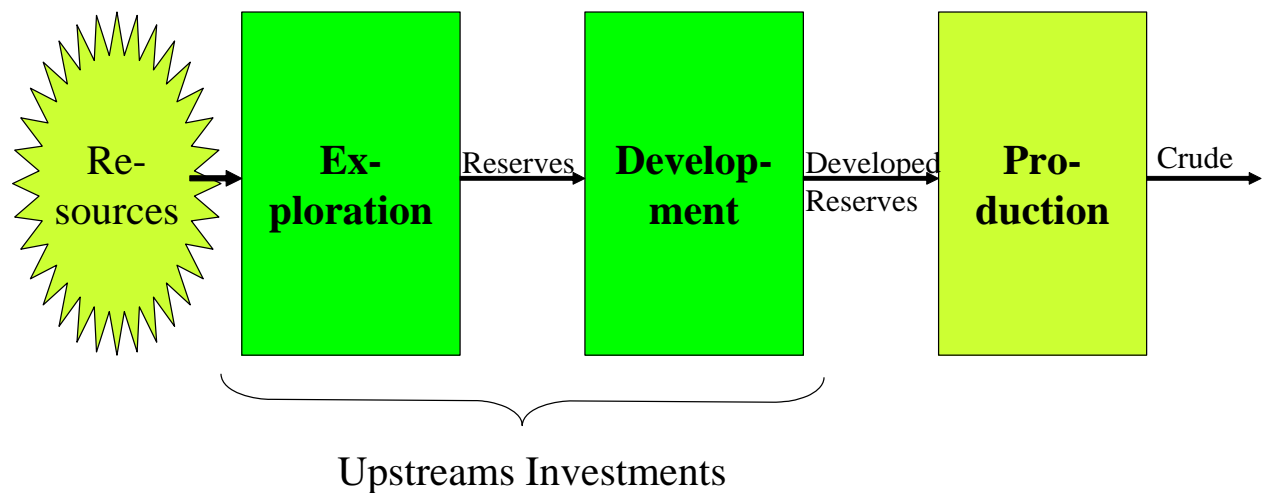 Re-
sources
Ex-
ploration
Reserves
Develop-
ment
Developed
Reserves
Pro-
duction
Crude
Upstreams Investments